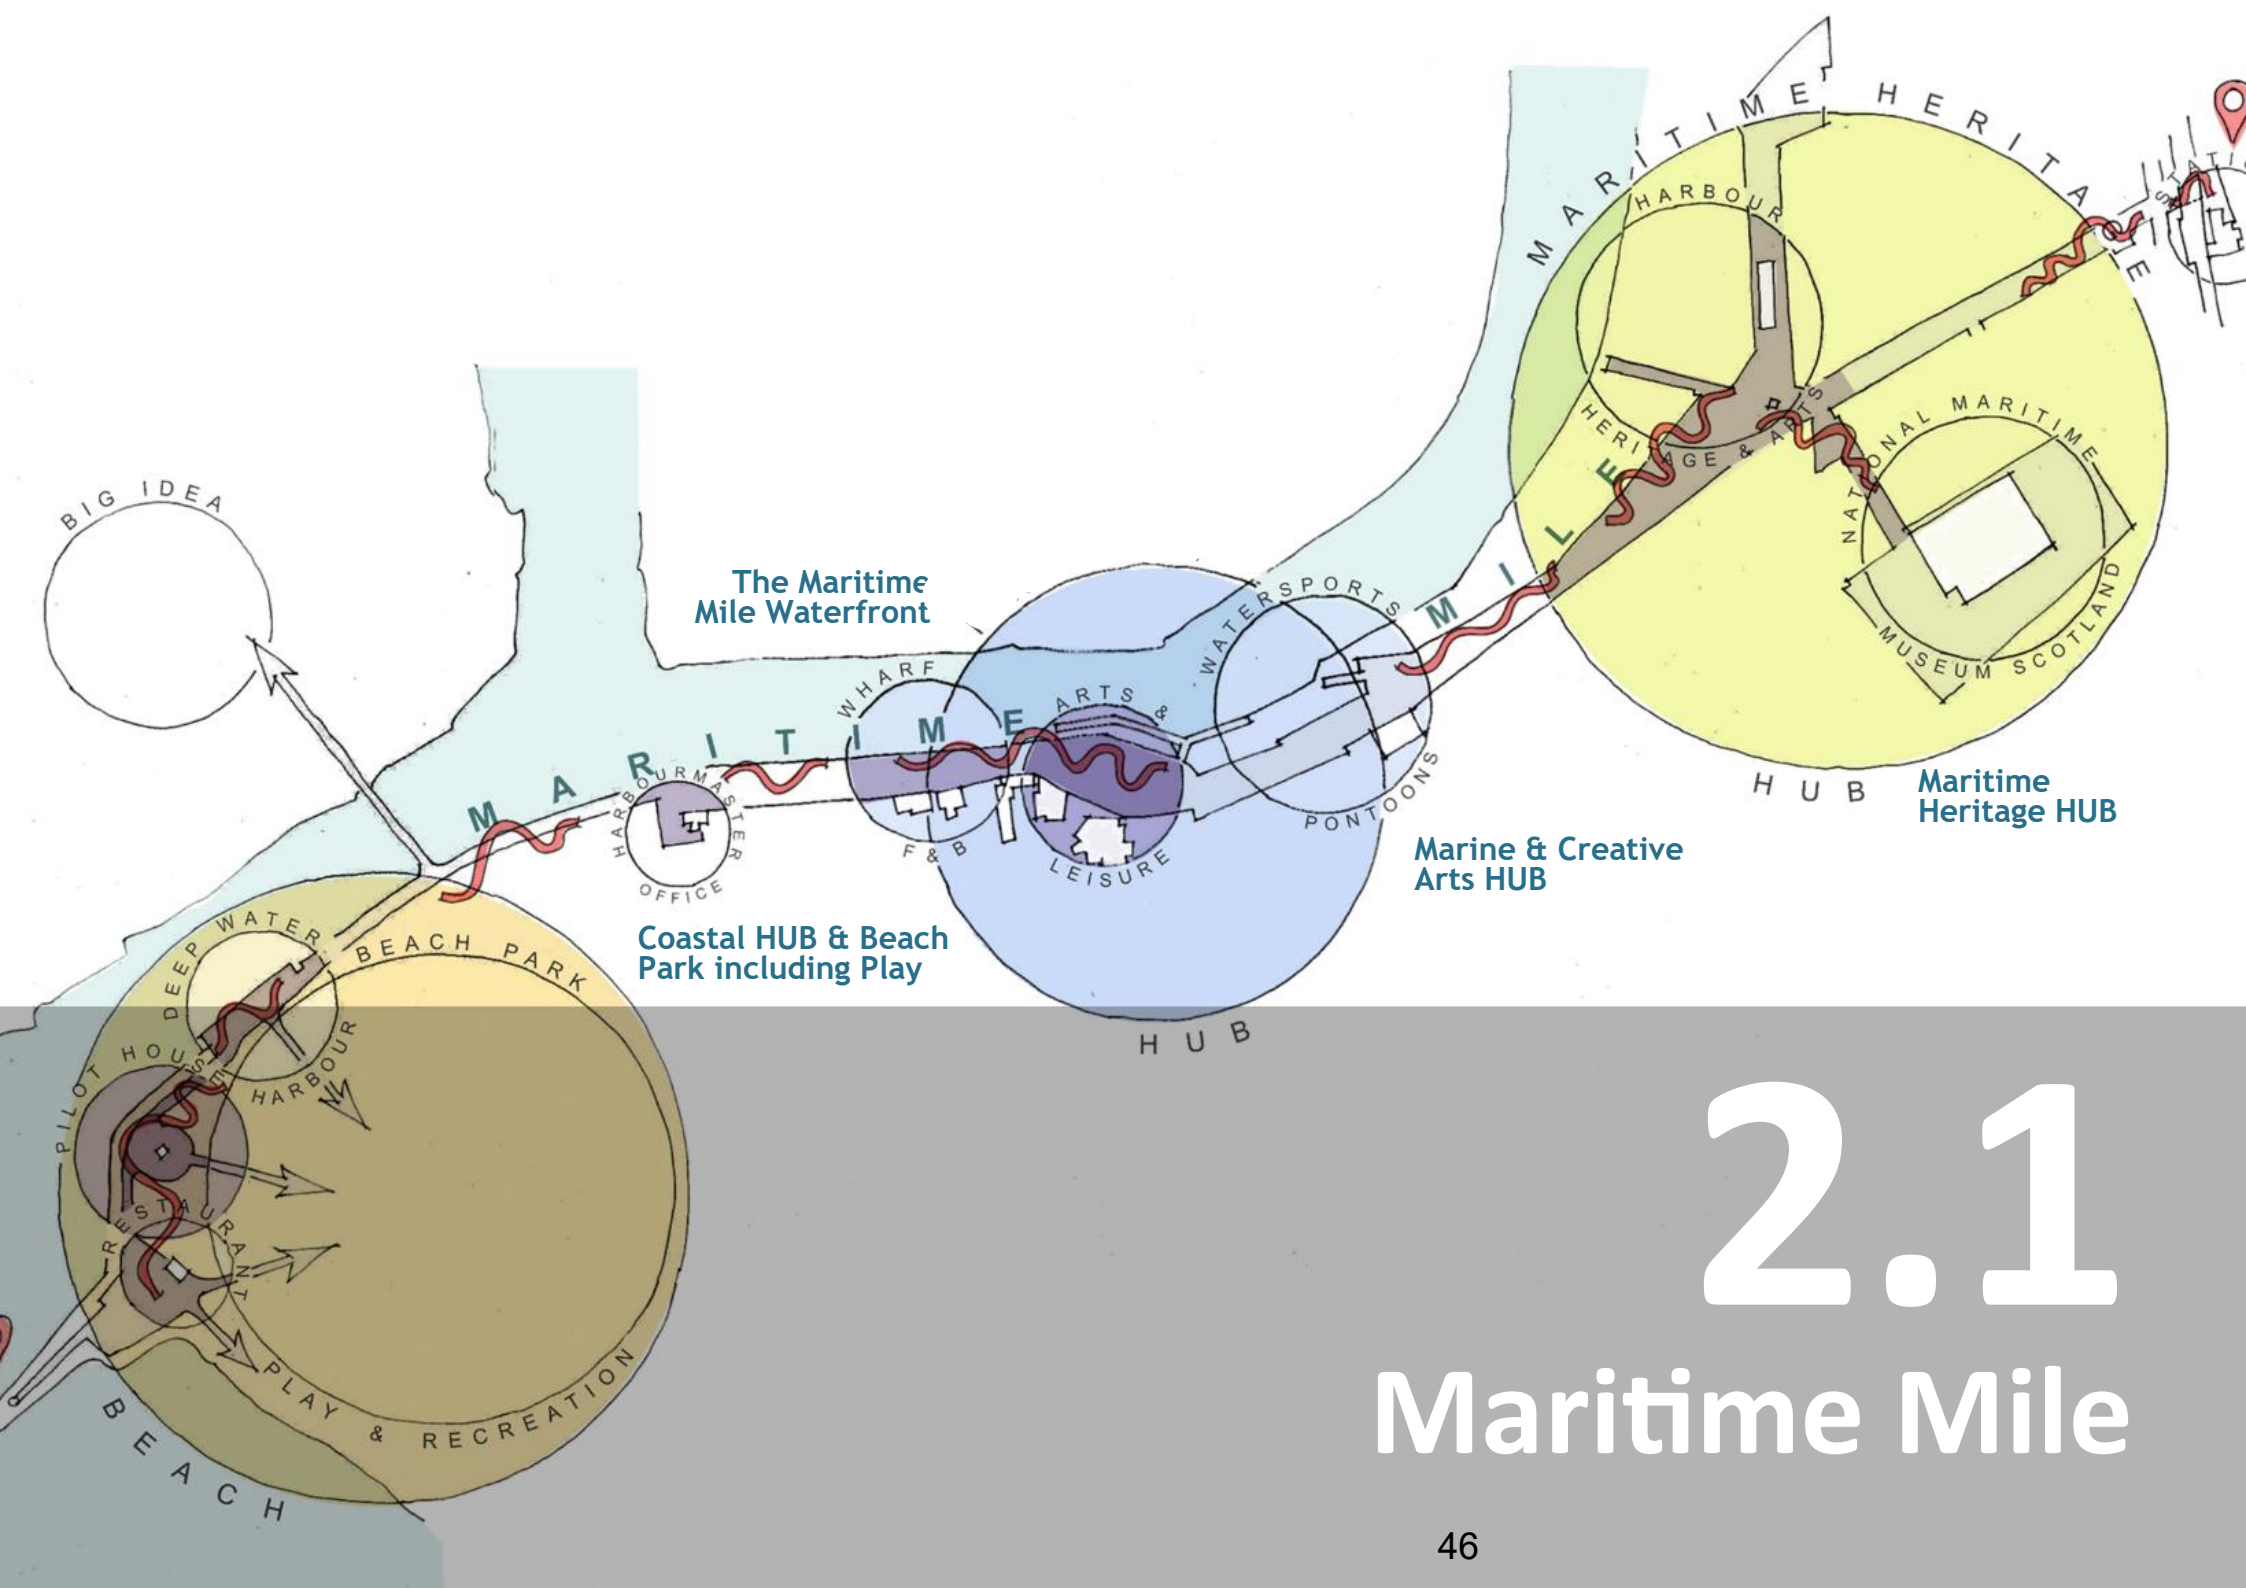 MARITIME HERITAGE
HARBOUR
HERITAGE & ARTS
STATI
NATIONAL MARITIME
MUSEUM SCOTLAND
HUB
Maritime
Heritage HUB
BIG IDEA
The Maritime
Mile Waterfront
MARITIME MILE
WHARF
F & B
ARTS &
LEISURE
WATERSPORTS
PONTOONS
HARBOURMASTER
OFFICE
Marine & Creative
Arts HUB
Coastal HUB & Beach
Park including Play
HUB
DEEP WATER
HARBOUR
BEACH PARK
PILOT HOUSE
RESTAURANT
PLAY & RECREATION
BEACH
2.1
Maritime Mile
46